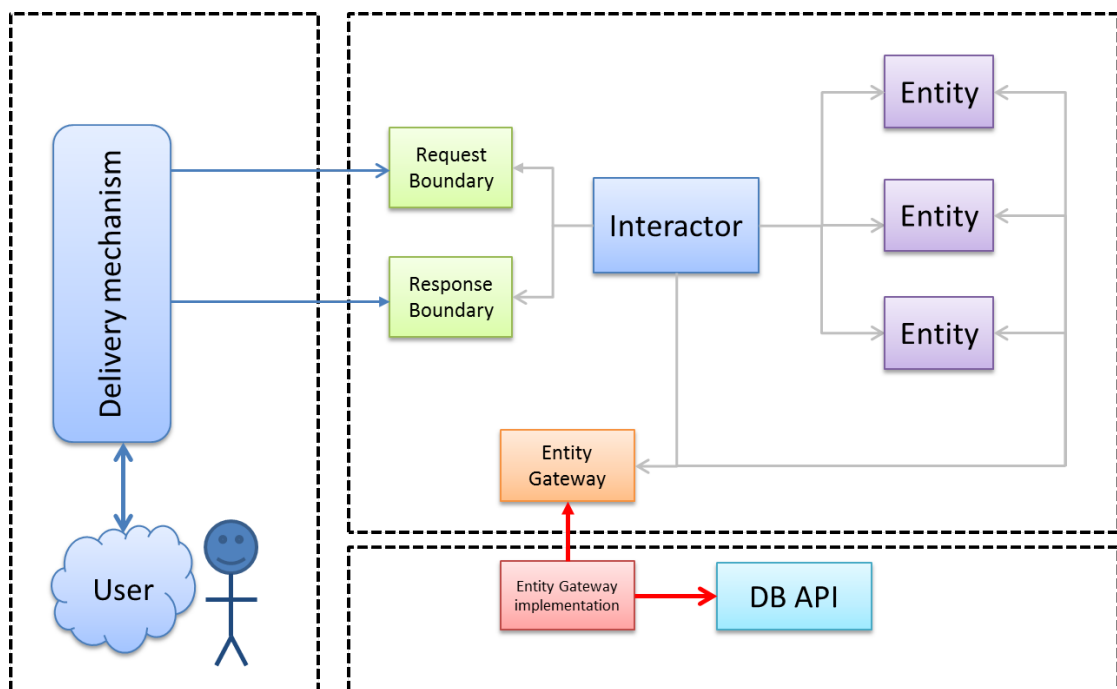 Delivery mechanism
User
Request
Boundary
Response
Boundary
Interactor
Entity
Entity
Entity
Entity
Gateway
Entity Gateway
implementation
DB API